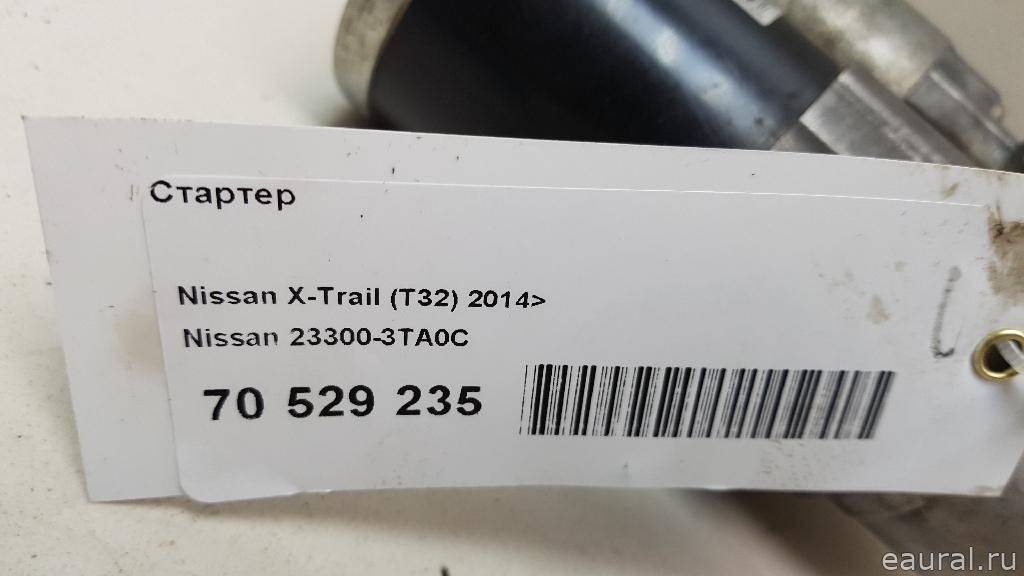 Стартер
Nissan X-Trail (T32) 2014>
Nissan 23300-3TA0C
70 529 235
eaural.ru